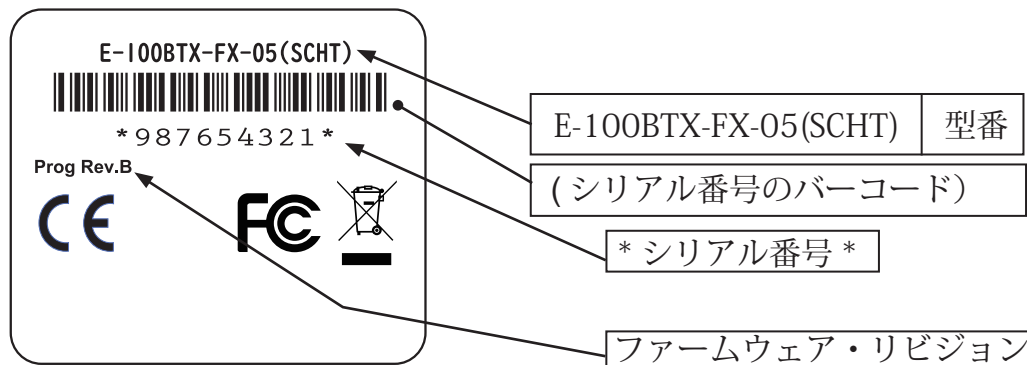 E-100BTX-FX-05(SCHT)
*987654321*
Prog Rev.B
CE
FC
E-100BTX-FX-05(SCHT) 型番
(シリアル番号のバーコード）
*シリアル番号*
ファームウェア・リビジョン